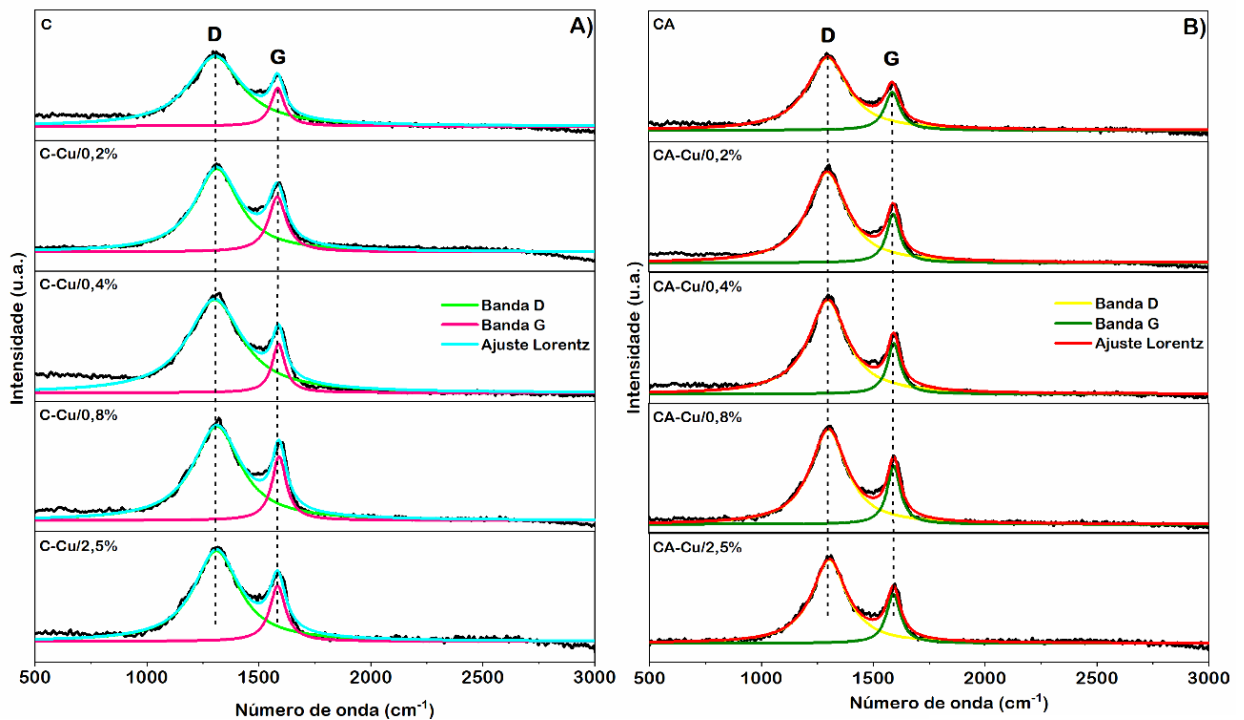 C
A)
D
G
C-Cu/0,2%
C-Cu/0,4%
Banda D
Banda G
Ajuste Lorentz
C-Cu/0,8%
C-Cu/2,5%
Intensidade (u.a.)
500 1000 1500 2000 2500 3000
Número de onda (cm⁻¹)
CA
B)
D
G
CA-Cu/0,2%
CA-Cu/0,4%
Banda D
Banda G
Ajuste Lorentz
CA-Cu/0,8%
CA-Cu/2,5%
Intensidade (u.a.)
500 1000 1500 2000 2500 3000
Número de onda (cm⁻¹)